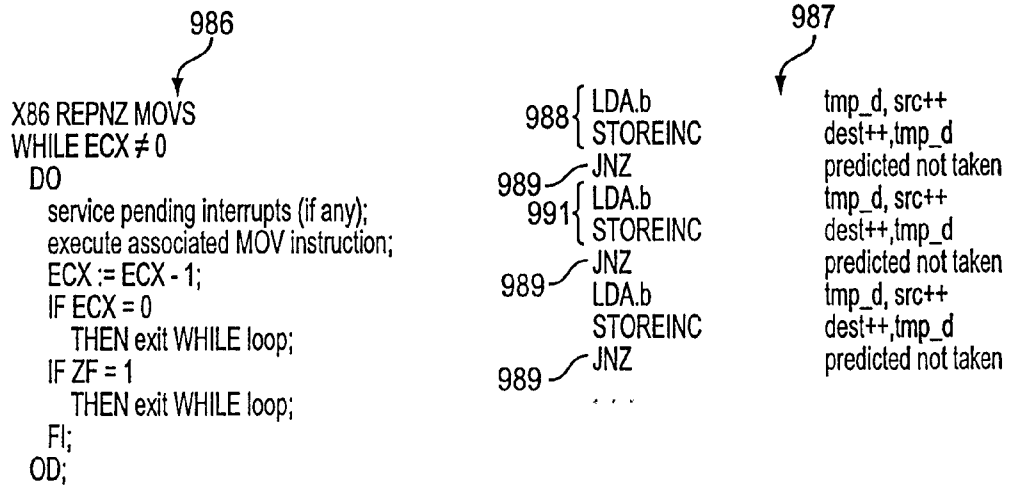 986
X86 REPNZ MOVS
WHILE ECX ≠ 0
DO
service pending interrupts (if any);
execute associated MOV instruction;
ECX := ECX - 1;
IF ECX = 0
THEN exit WHILE loop;
IF ZF = 1
THEN exit WHILE loop;
FI;
OD;
987
988 { LDA.b tmp_d, src++
STOREINC dest++,tmp_d
989 JNZ predicted not taken
991 { LDA.b tmp_d, src++
STOREINC dest++,tmp_d
989 JNZ predicted not taken
LDA.b tmp_d, src++
STOREINC dest++,tmp_d
989 JNZ predicted not taken
. . . .